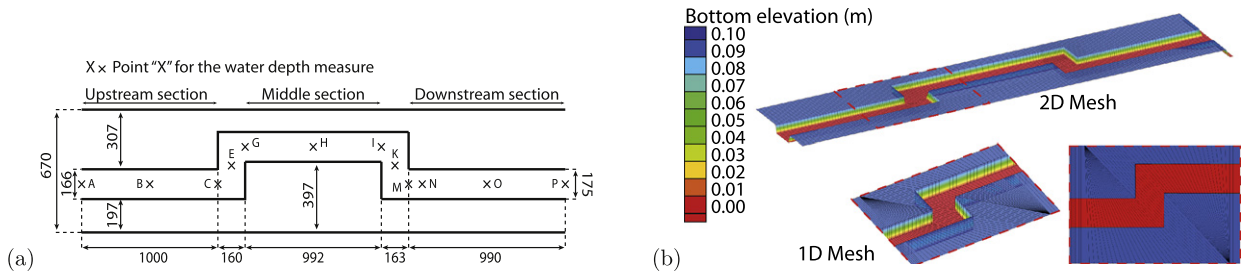 X× Point "X" for the water depth measure
Upstream section
Middle section
Downstream section
670
307
166
197
A
B
C
E
G
H
I
K
M
N
O
P
397
175
1000
160
992
163
990
(a)
Bottom elevation (m)
0.10
0.09
0.08
0.07
0.06
0.05
0.04
0.03
0.02
0.01
0.00
2D Mesh
1D Mesh
(b)